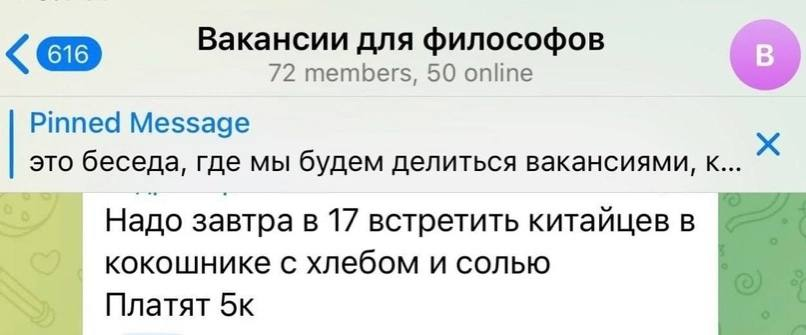 616
Вакансии для философов
72 members, 50 online
В
Pinned Message
это беседа, где мы будем делиться вакансиями, к...
Надо завтра в 17 встретить китайцев в
кокошнике с хлебом и солью
Платят 5к